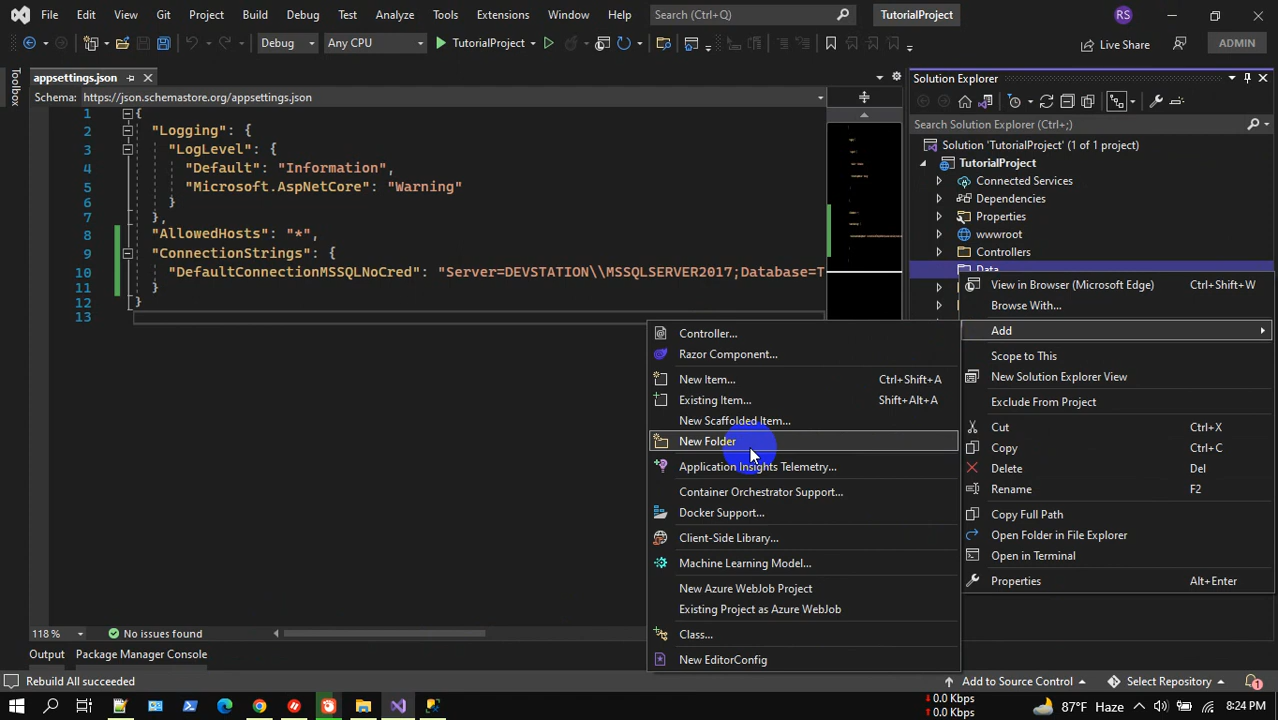 File Edit View Git Project Build Debug Test Analyze Tools Extensions Window Help Search (Ctrl+Q) TutorialProject RS
Debug Any CPU TutorialProject Live Share ADMIN
Toolbox
appsettings.json
Schema: https://json.schemastore.org/appsettings.json
1 {
2 "Logging": {
3 "LogLevel": {
4 "Default": "Information",
5 "Microsoft.AspNetCore": "Warning"
6 }
7 },
8 "AllowedHosts": "*",
9 "ConnectionStrings": {
10 "DefaultConnectionMSSQLNoCred": "Server=DEVSTATION\\MSSQLSERVER2017;Database=T
11 }
12 }
13
Solution Explorer
Search Solution Explorer (Ctrl+;)
Solution 'TutorialProject' (1 of 1 project)
TutorialProject
Connected Services
Dependencies
Properties
wwwroot
Controllers
Data
View in Browser (Microsoft Edge) Ctrl+Shift+W
Browse With...
Add
Scope to This
New Solution Explorer View
Exclude From Project
Cut Ctrl+X
Copy Ctrl+C
Delete Del
Rename F2
Copy Full Path
Open Folder in File Explorer
Open in Terminal
Properties Alt+Enter
Controller...
Razor Component...
New Item... Ctrl+Shift+A
Existing Item... Shift+Alt+A
New Scaffolded Item...
New Folder
Application Insights Telemetry...
Container Orchestrator Support...
Docker Support...
Client-Side Library...
Machine Learning Model...
New Azure WebJob Project
Existing Project as Azure WebJob
Class...
New EditorConfig
118 % No issues found
Output Package Manager Console
Rebuild All succeeded Add to Source Control Select Repository 1
0.0 Kbps
0.0 Kbps
87°F Haze 8:24 PM